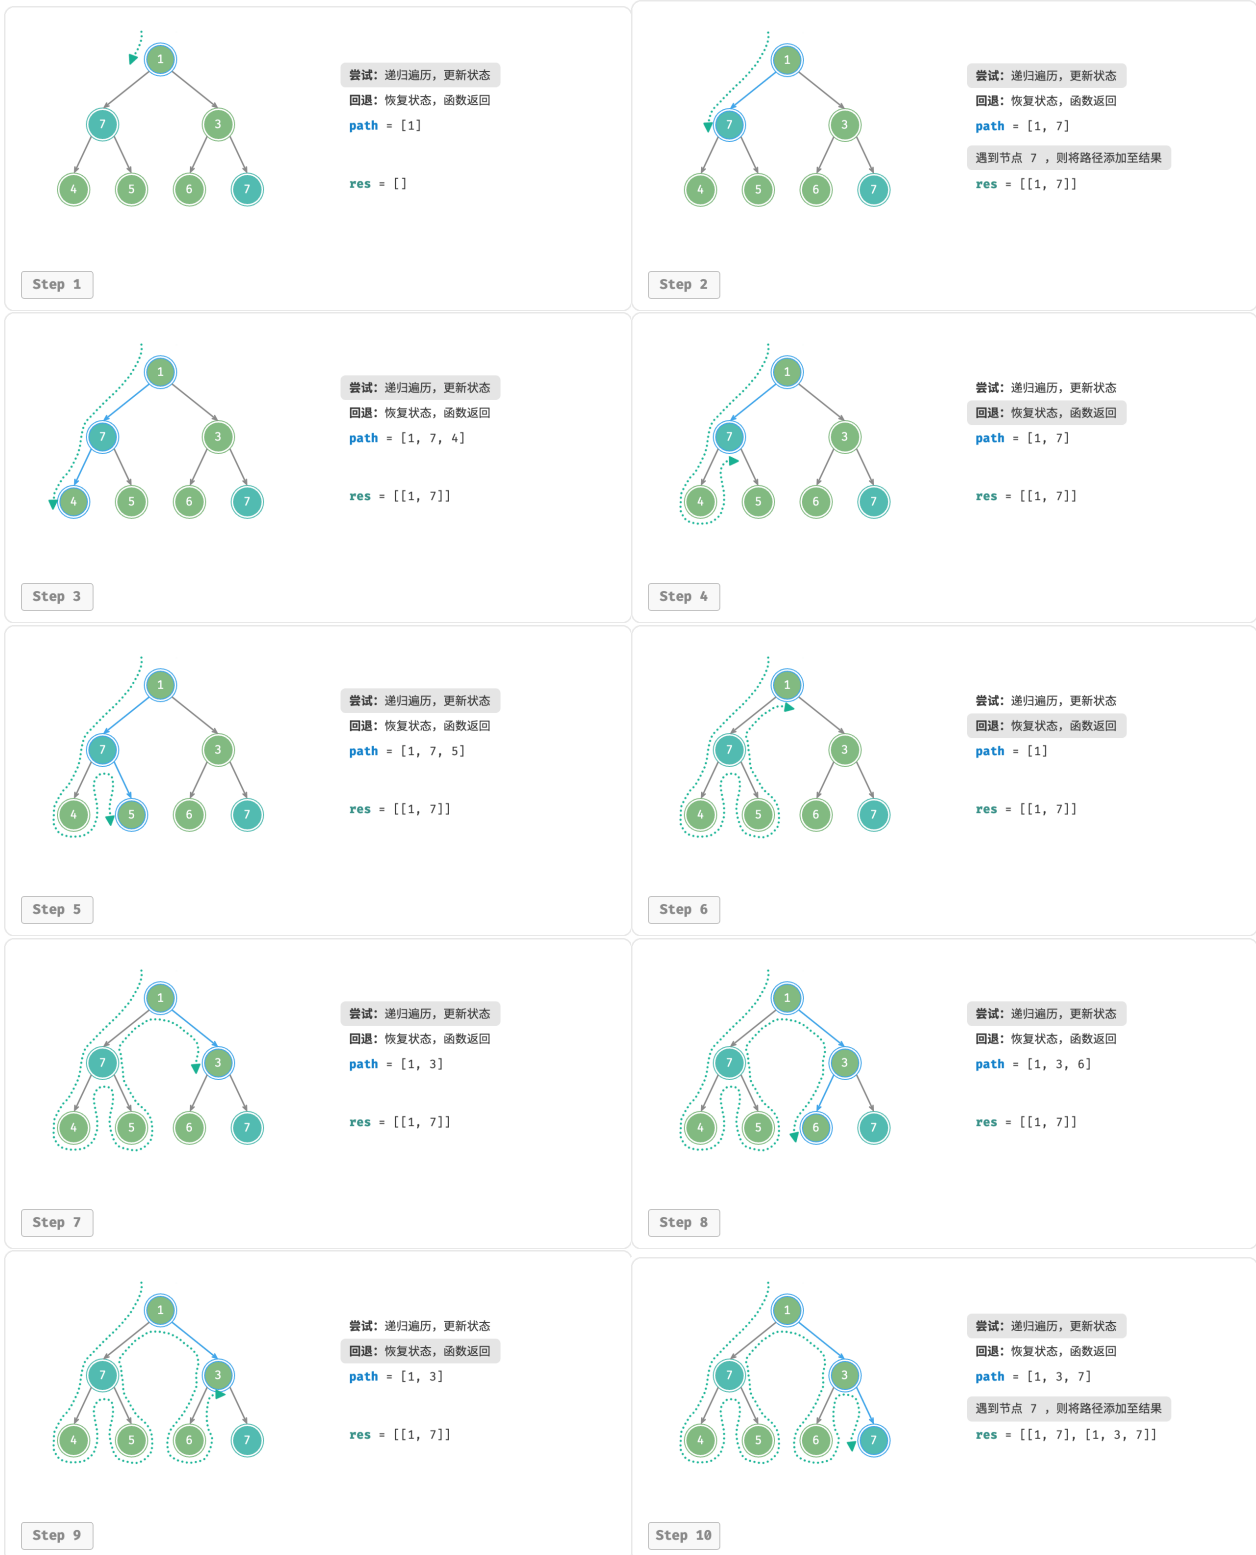 1
尝试：递归遍历，更新状态
回退：恢复状态，函数返回
7 3
path = [1]
4 5 6 7
res = []
Step 1
1
尝试：递归遍历，更新状态
回退：恢复状态，函数返回
7 3
path = [1, 7]
遇到节点 7 ，则将路径添加至结果
4 5 6 7
res = [[1, 7]]
Step 2
1
尝试：递归遍历，更新状态
回退：恢复状态，函数返回
7 3
path = [1, 7, 4]
4 5 6 7
res = [[1, 7]]
Step 3
1
尝试：递归遍历，更新状态
回退：恢复状态，函数返回
7 3
path = [1, 7]
4 5 6 7
res = [[1, 7]]
Step 4
1
尝试：递归遍历，更新状态
回退：恢复状态，函数返回
7 3
path = [1, 7, 5]
4 5 6 7
res = [[1, 7]]
Step 5
1
尝试：递归遍历，更新状态
回退：恢复状态，函数返回
7 3
path = [1]
4 5 6 7
res = [[1, 7]]
Step 6
1
尝试：递归遍历，更新状态
回退：恢复状态，函数返回
7 3
path = [1, 3]
4 5 6 7
res = [[1, 7]]
Step 7
1
尝试：递归遍历，更新状态
回退：恢复状态，函数返回
7 3
path = [1, 3, 6]
4 5 6 7
res = [[1, 7]]
Step 8
1
尝试：递归遍历，更新状态
回退：恢复状态，函数返回
7 3
path = [1, 3]
4 5 6 7
res = [[1, 7]]
Step 9
1
尝试：递归遍历，更新状态
回退：恢复状态，函数返回
7 3
path = [1, 3, 7]
遇到节点 7 ，则将路径添加至结果
4 5 6 7
res = [[1, 7], [1, 3, 7]]
Step 10